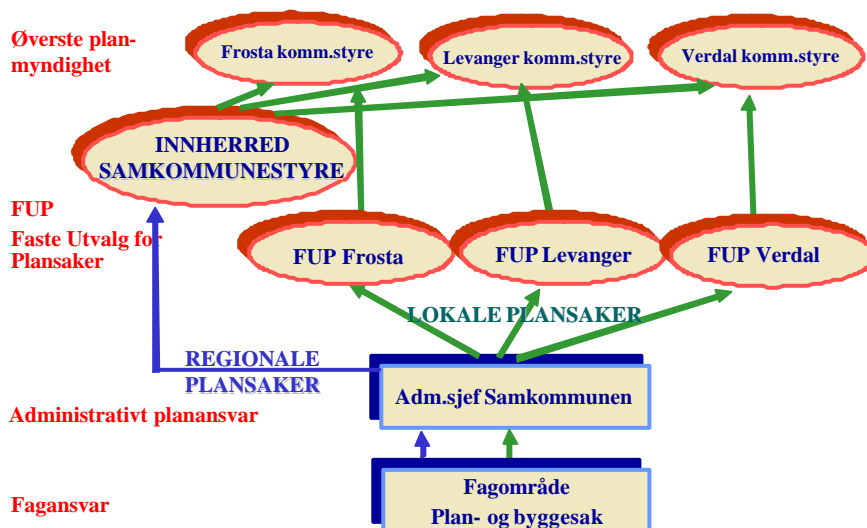 Øverste plan-
myndighet
Frosta komm.styre
Levanger komm.styre
Verdal komm.styre
INNHERRED
SAMKOMMUNESTYRE
FUP
Faste Utvalg for
Plansaker
FUP Frosta
FUP Levanger
FUP Verdal
LOKALE PLANSAKER
REGIONALE
PLANSAKER
Adm.sjef Samkommunen
Administrativt planansvar
Fagansvar
Fagområde
Plan- og byggesak